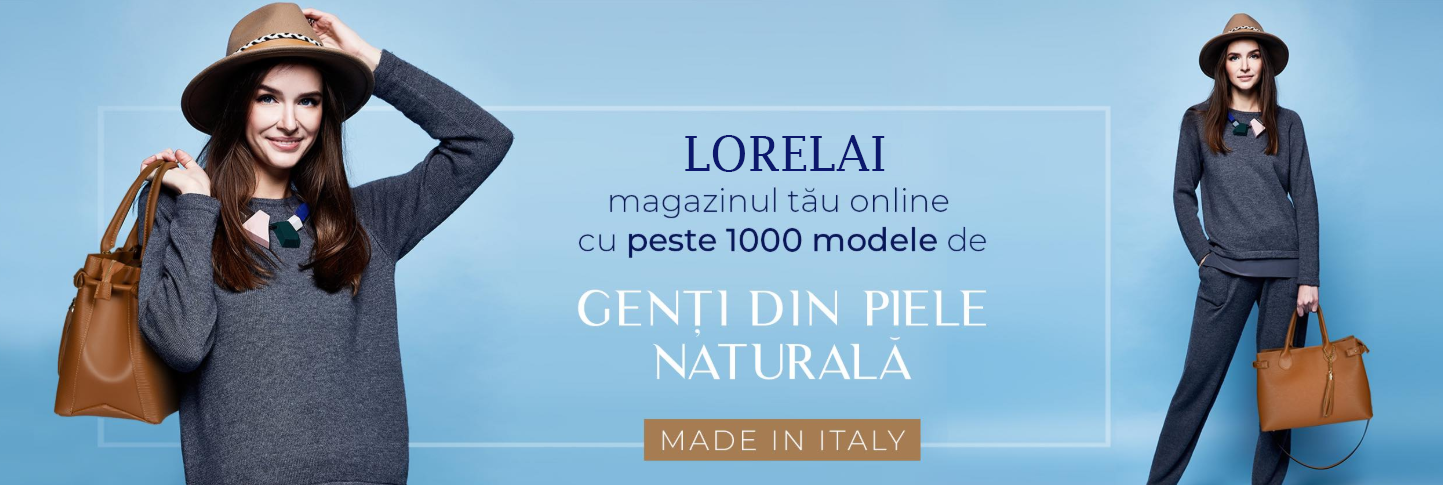 LORELAI
magazinul tău online
cu peste 1000 modele de
GENȚI DIN PIELE
NATURALĂ
MADE IN ITALY